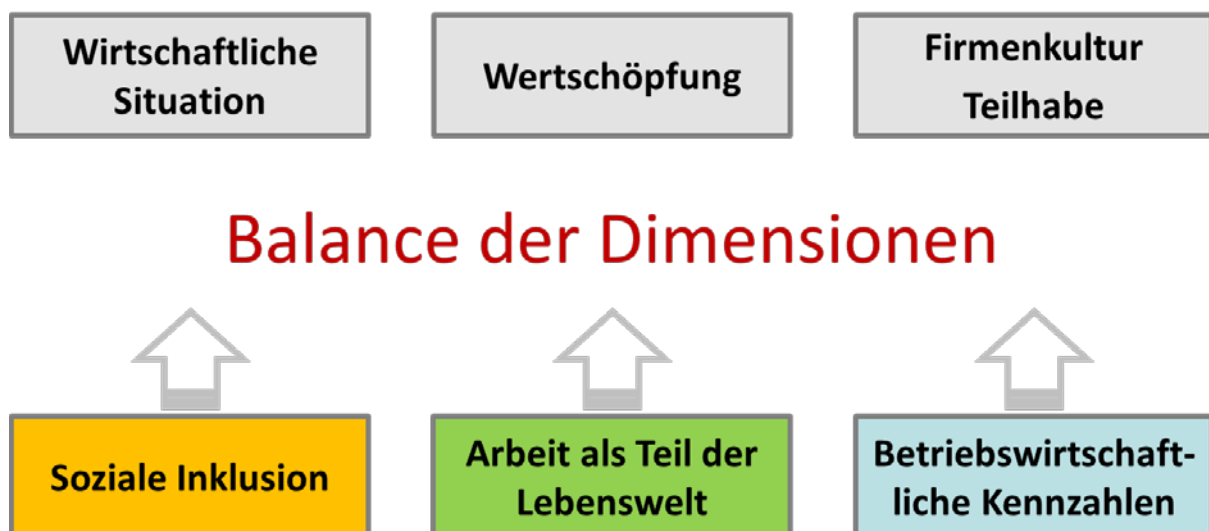 Wirtschaftliche
Situation
Wertschöpfung
Firmenkultur
Teilhabe
Balance der Dimensionen
Soziale Inklusion
Arbeit als Teil der
Lebenswelt
Betriebswirtschaft-
liche Kennzahlen